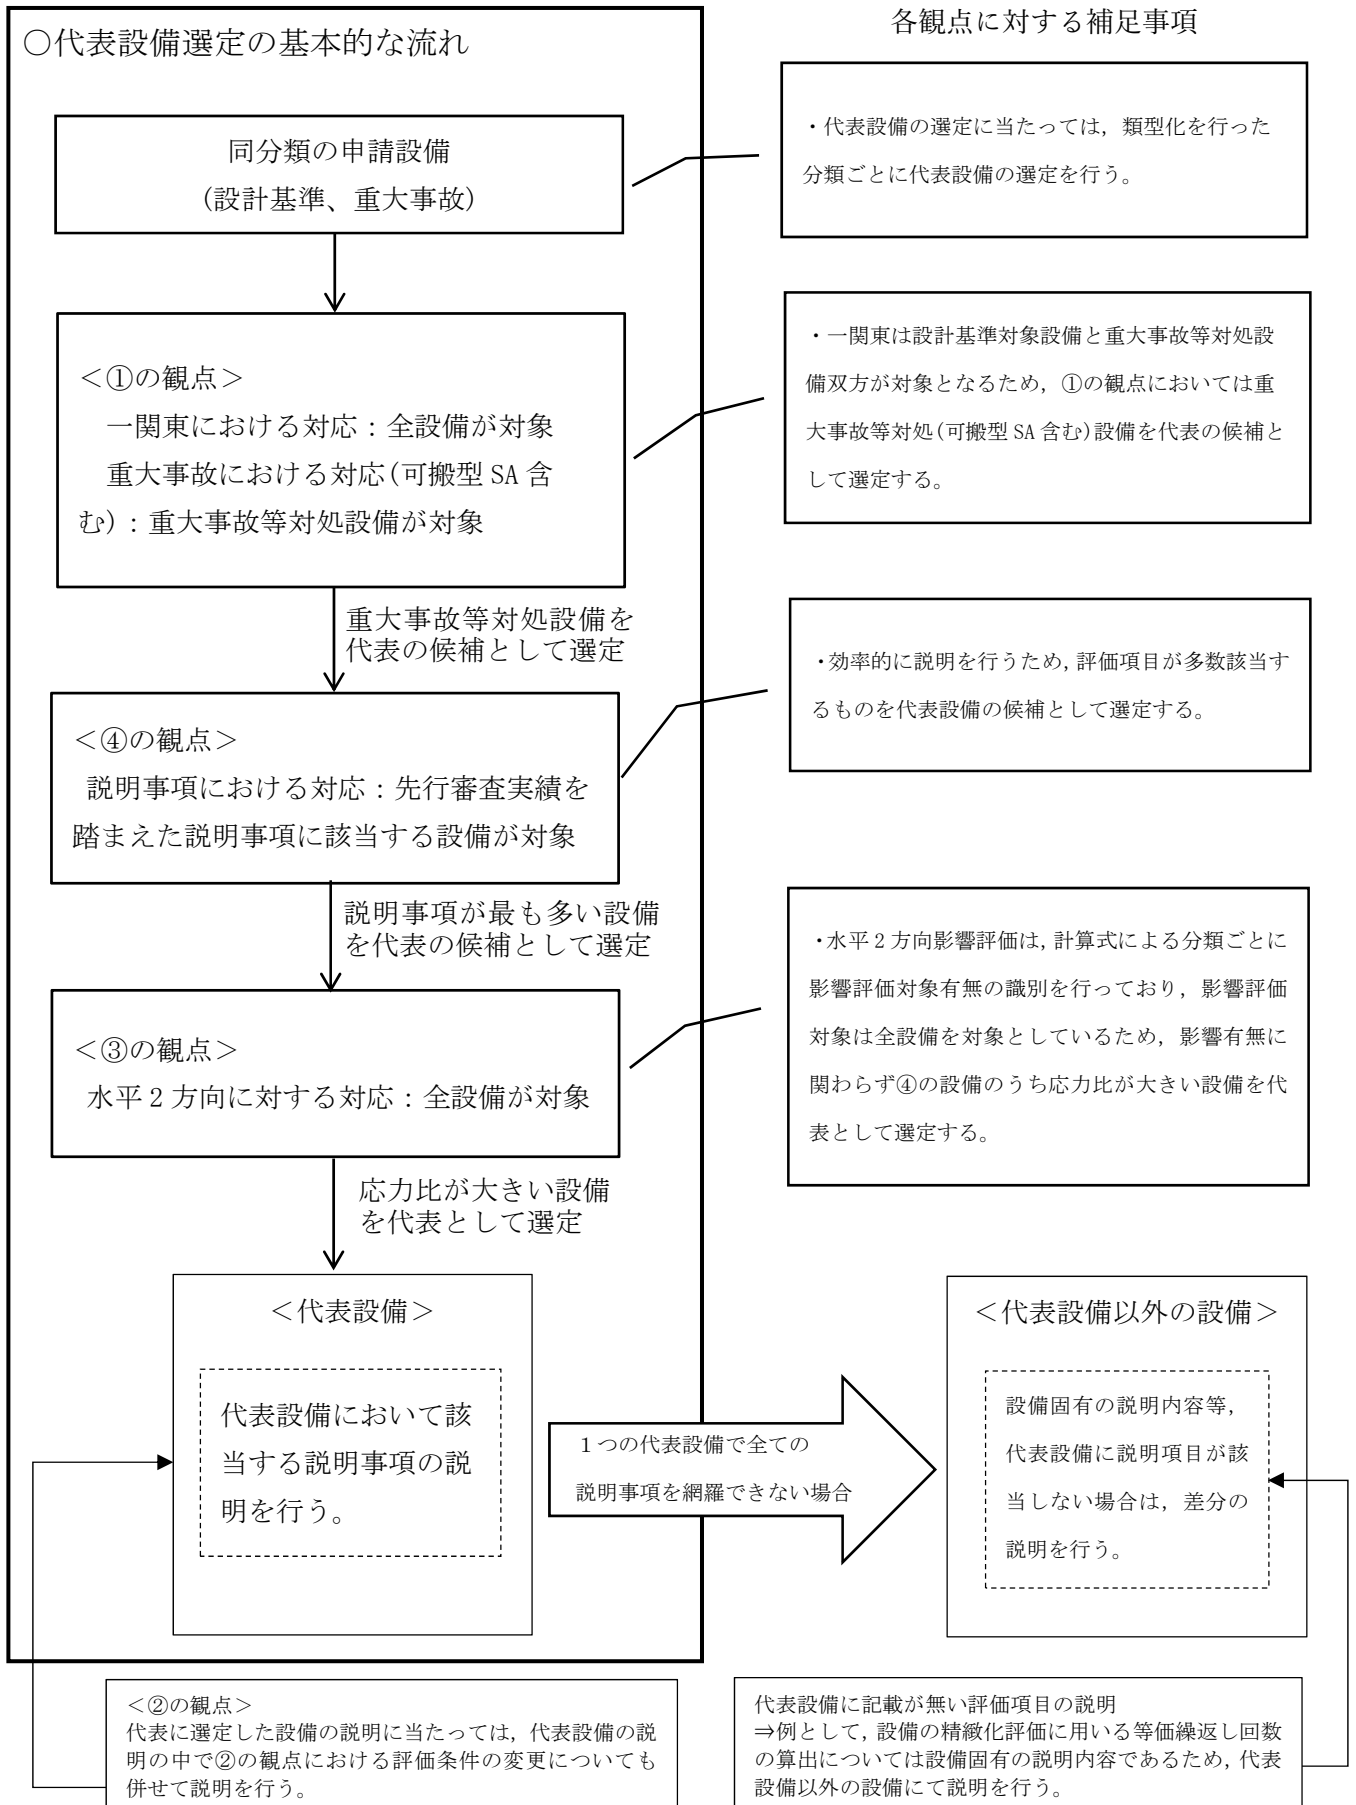 〇代表設備選定の基本的な流れ
各観点に対する補足事項
同分類の申請設備
(設計基準、重大事故)
・代表設備の選定に当たっては，類型化を行った
分類ごとに代表設備の選定を行う。
＜①の観点＞
一関東における対応：全設備が対象
重大事故における対応(可搬型 SA 含
む)：重大事故等対処設備が対象
・一関東は設計基準対象設備と重大事故等対処設
備双方が対象となるため，①の観点においては重
大事故等対処(可搬型 SA 含む)設備を代表の候補と
して選定する。
重大事故等対処設備を
代表の候補として選定
＜④の観点＞
説明事項における対応：先行審査実績を
踏まえた説明事項に該当する設備が対象
・効率的に説明を行うため，評価項目が多数該当す
るものを代表設備の候補として選定する。
説明事項が最も多い設備
を代表の候補として選定
＜③の観点＞
水平２方向に対する対応：全設備が対象
・水平２方向影響評価は，計算式による分類ごとに
影響評価対象有無の識別を行っており，影響評価
対象は全設備を対象としているため，影響有無に
関わらず④の設備のうち応力比が大きい設備を代
表として選定する。
応力比が大きい設備
を代表として選定
＜代表設備＞
代表設備において該
当する説明事項の説
明を行う。
１つの代表設備で全ての
説明事項を網羅できない場合
＜代表設備以外の設備＞
設備固有の説明内容等，
代表設備に説明項目が該
当しない場合は，差分の
説明を行う。
＜②の観点＞
代表に選定した設備の説明に当たっては，代表設備の説
明の中で②の観点における評価条件の変更についても
併せて説明を行う。
代表設備に記載が無い評価項目の説明
⇒例として，設備の精緻化評価に用いる等価繰返し回数
の算出については設備固有の説明内容であるため，代表
設備以外の設備にて説明を行う。